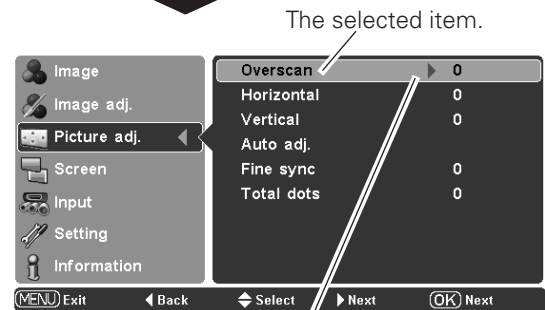 The selected item.
Image
Image adj.
Picture adj.
Screen
Input
Setting
Information
Overscan 0
Horizontal 0
Vertical 0
Auto adj.
Fine sync 0
Total dots 0
MENU Exit Back Select Next OK Next